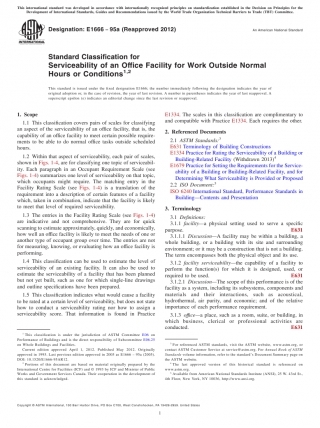 This international standard was developed in accordance with internationally recognized principles on standardization established in the Decision on Principles for the
Development of International Standards, Guides and Recommendations issued by the World Trade Organization Technical Barriers to Trade (TBT) Committee.
Designation: E1666 − 95a (Reapproved 2012)
An American National Standard
Standard Classification for
Serviceability of an Office Facility for Work Outside Normal
Hours or Conditions1,2
This standard is issued under the fixed designation E1666; the number immediately following the designation indicates the year of
original adoption or, in the case of revision, the year of last revision. A number in parentheses indicates the year of last reapproval. A
superscript epsilon (ε) indicates an editorial change since the last revision or reapproval.
1. Scope
1.1 This classification covers pairs of scales for classifying
an aspect of the serviceability of an office facility, that is, the
capability of an office facility to meet certain possible require-
ments to be able to do normal office tasks outside scheduled
hours.
1.2 Within that aspect of serviceability, each pair of scales,
shown in Figs. 1-4, are for classifying one topic of serviceabil-
ity. Each paragraph in an Occupant Requirement Scale (see
Figs. 1-4) summarizes one level of serviceability on that topic,
which occupants might require. The matching entry in the
Facility Rating Scale (see Figs. 1-4) is a translation of the
requirement into a description of certain features of a facility
which, taken in combination, indicate that the facility is likely
to meet that level of required serviceability.
1.3 The entries in the Facility Rating Scale (see Figs. 1-4)
are indicative and not comprehensive. They are for quick
scanning to estimate approximately, quickly, and economically,
how well an office facility is likely to meet the needs of one or
another type of occupant group over time. The entries are not
for measuring, knowing, or evaluating how an office facility is
performing.
1.4 This classification can be used to estimate the level of
serviceability of an existing facility. It can also be used to
estimate the serviceability of a facility that has been planned
but not yet built, such as one for which single-line drawings
and outline specifications have been prepared.
1.5 This classification indicates what would cause a facility
to be rated at a certain level of serviceability, but does not state
how to conduct a serviceability rating nor how to assign a
serviceability score. That information is found in Practice
1 This classification is under the jurisdiction of ASTM Committee E06 on
Performance of Buildings and is the direct responsibility of Subcommittee E06.25
on Whole Buildings and Facilities.
Current edition approved April 1, 2012. Published May 2012. Originally
approved in 1995. Last previous edition approved in 2005 as E1666 – 95a (2005).
DOI: 10.1520/E1666-95AR12.
2 Portions of this document are based on material originally prepared by the
International Centre for Facilities (ICF) and © 1993 by ICF and Minister of Public
Works and Government Services Canada. Their cooperation in the development of
this standard is acknowledged.
E1334. The scales in this classification are complimentary to
and compatible with Practice E1334. Each requires the other.
2. Referenced Documents
2.1 ASTM Standards:3
E631 Terminology of Building Constructions
E1334 Practice for Rating the Serviceability of a Building or
Building-Related Facility (Withdrawn 2013)4
E1679 Practice for Setting the Requirements for the Service-
ability of a Building or Building-Related Facility, and for
Determining What Serviceability is Provided or Proposed
2.2 ISO Document:5
ISO 6240 International Standard, Performance Standards in
Building—Contents and Presentation
3. Terminology
3.1 Definitions:
3.1.1 facility—a physical setting used to serve a specific
purpose. E631
3.1.1.1 Discussion—A facility may be within a building, a
whole building, or a building with its site and surrounding
environment; or it may be a construction that is not a building.
The term encompasses both the physical object and its use.
3.1.2 facility serviceability—the capability of a facility to
perform the function(s) for which it is designed, used, or
required to be used. E631
3.1.2.1 Discussion—The scope of this performance is of the
facility as a system, including its subsystems, components and
materials and their interactions, such as acoustical,
hydrothermal, air purity, and economic; and of the relative
importance of each performance requirement.
3.1.3 office—a place, such as a room, suite, or building, in
which business, clerical or professional activities are
conducted. E631
3 For referenced ASTM standards, visit the ASTM website, www.astm.org, or
contact ASTM Customer Service at service@astm.org. For Annual Book of ASTM
Standards volume information, refer to the standard's Document Summary page on
the ASTM website.
4 The last approved version of this historical standard is referenced on
www.astm.org.
5 Available from American National Standards Institute (ANSI), 25 W. 43rd St.,
4th Floor, New York, NY 10036, http://www.ansi.org.
Copyright © ASTM International, 100 Barr Harbor Drive, PO Box C700, West Conshohocken, PA 19428-2959. United States
1